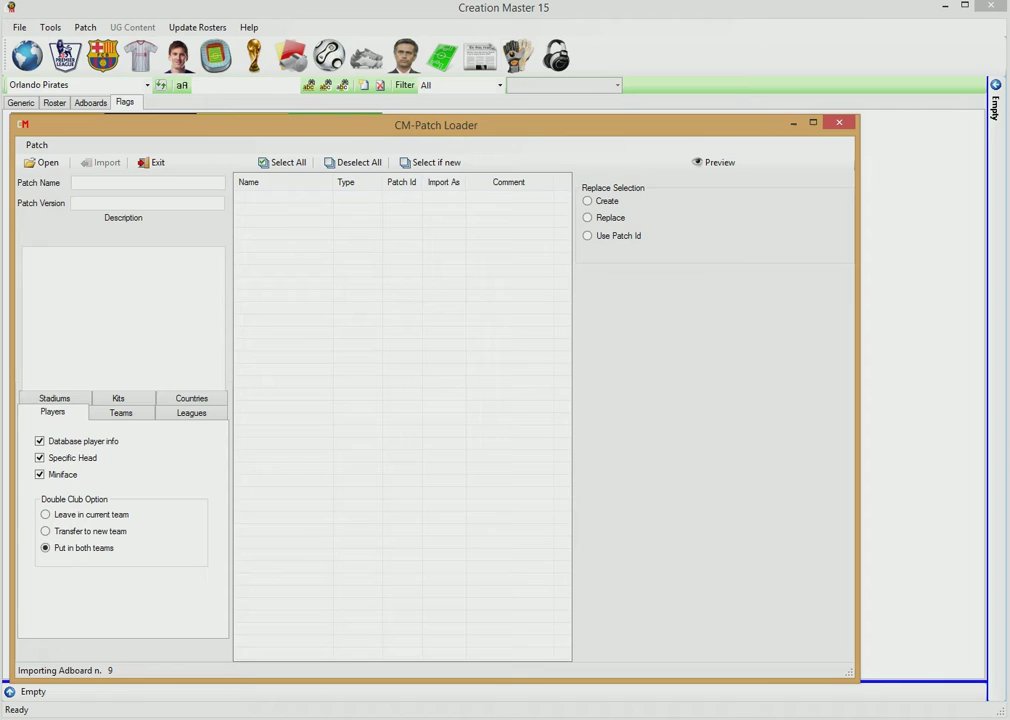 Creation Master 15
File Tools Patch UG Content Update Rosters Help
Orlando Pirates aA Filter All
Generic Roster Adboards Flags
Empty
CM-Patch Loader
Patch
Open Import Exit Select All Deselect All Select if new Preview
Patch Name
Patch Version
Description
Name Type Patch Id Import As Comment
Replace Selection
Create
Replace
Use Patch Id
Stadiums Kits Countries
Players Teams Leagues
Database player info
Specific Head
Miniface
Double Club Option
Leave in current team
Transfer to new team
Put in both teams
Importing Adboard n. 9
Empty
Ready